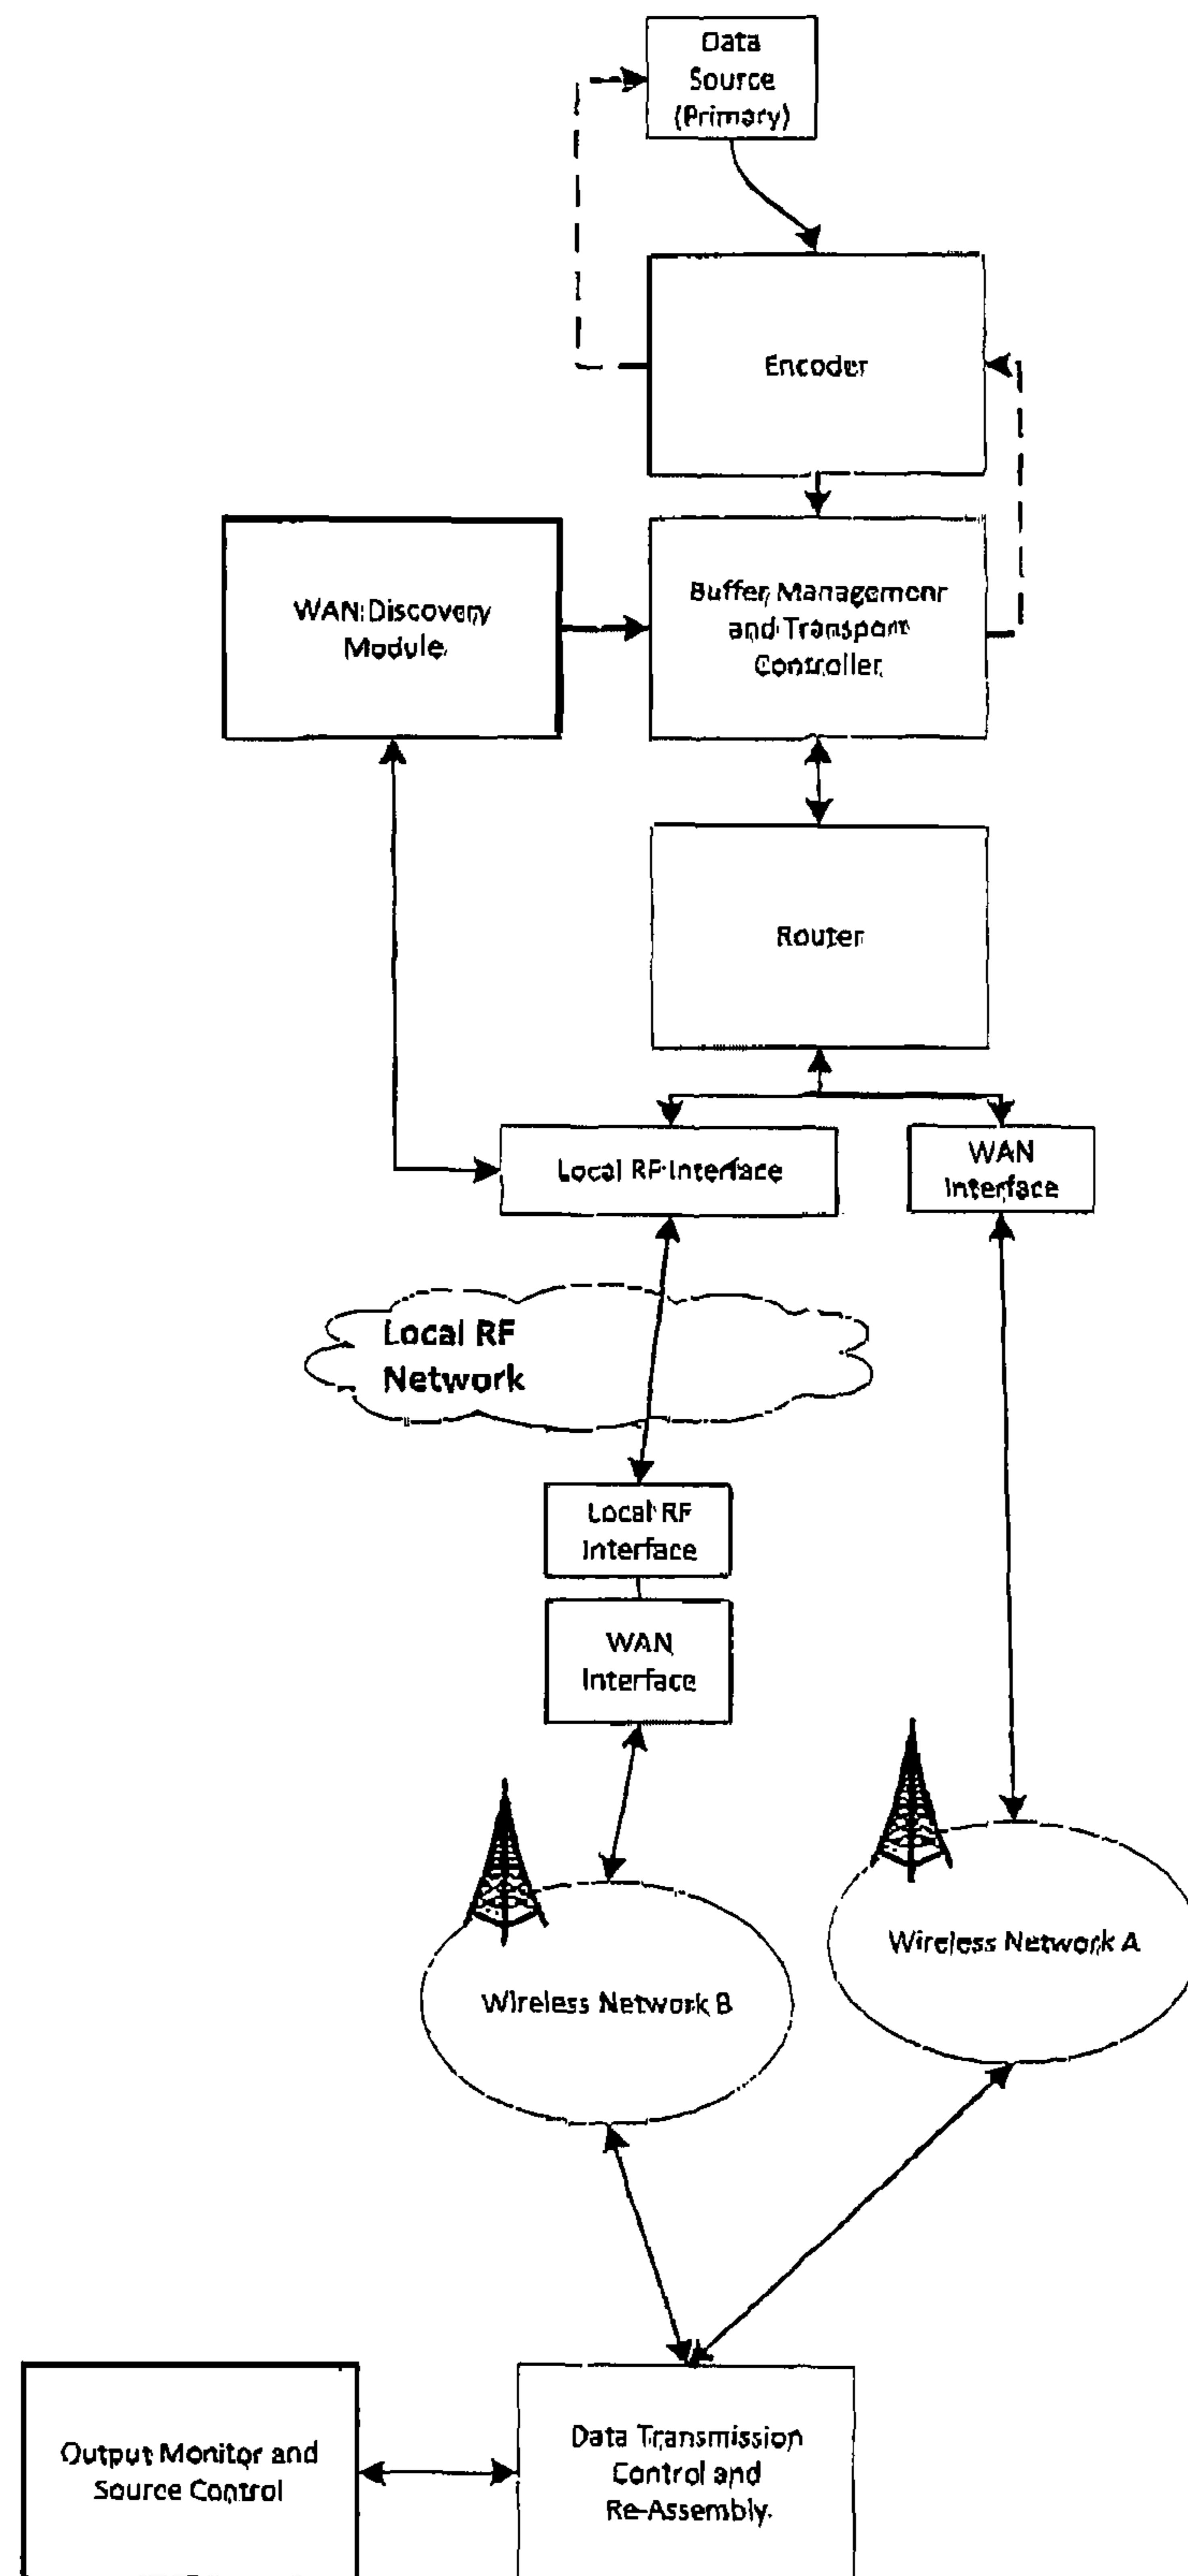 Data
Source
(Primary)
Encoder
WAN Discovery
Module
Buffer Management
and Transport
Controller
Router
Local RF Interface
WAN
Interface
Local RF
Network
Local RF
Interface
WAN
Interface
Wireless Network A
Wireless Network B
Output Monitor and
Source Control
Data Transmission
Control and
Re-Assembly